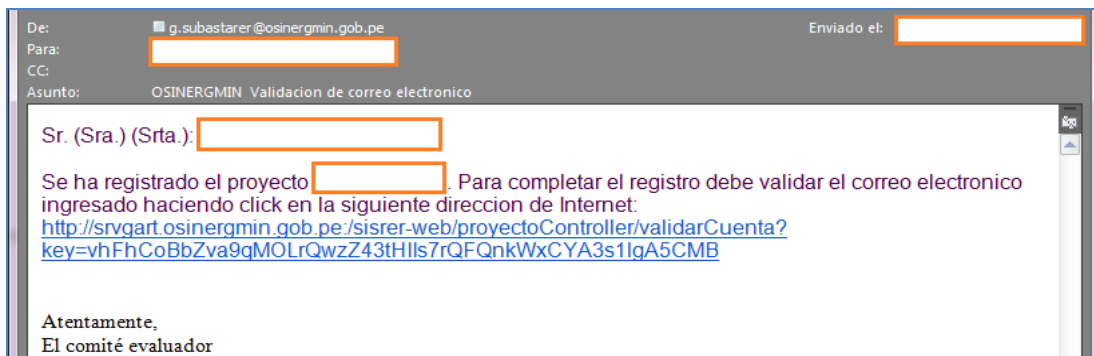 De: g.subastarer@osinergmin.gob.pe Enviado el:
Para:
CC:
Asunto: OSINERGMIN Validacion de correo electronico
Sr. (Sra.) (Srta.):
Se ha registrado el proyecto . Para completar el registro debe validar el correo electronico
ingresado haciendo click en la siguiente direccion de Internet:
http://srvgart.osinergmin.gob.pe:/sisrer-web/proyectoController/validarCuenta?
key=vhFhCoBbZva9qMOLrQwzZ43tHIls7rQFQnkWxCYA3s1IgA5CMB
Atentamente,
El comité evaluador